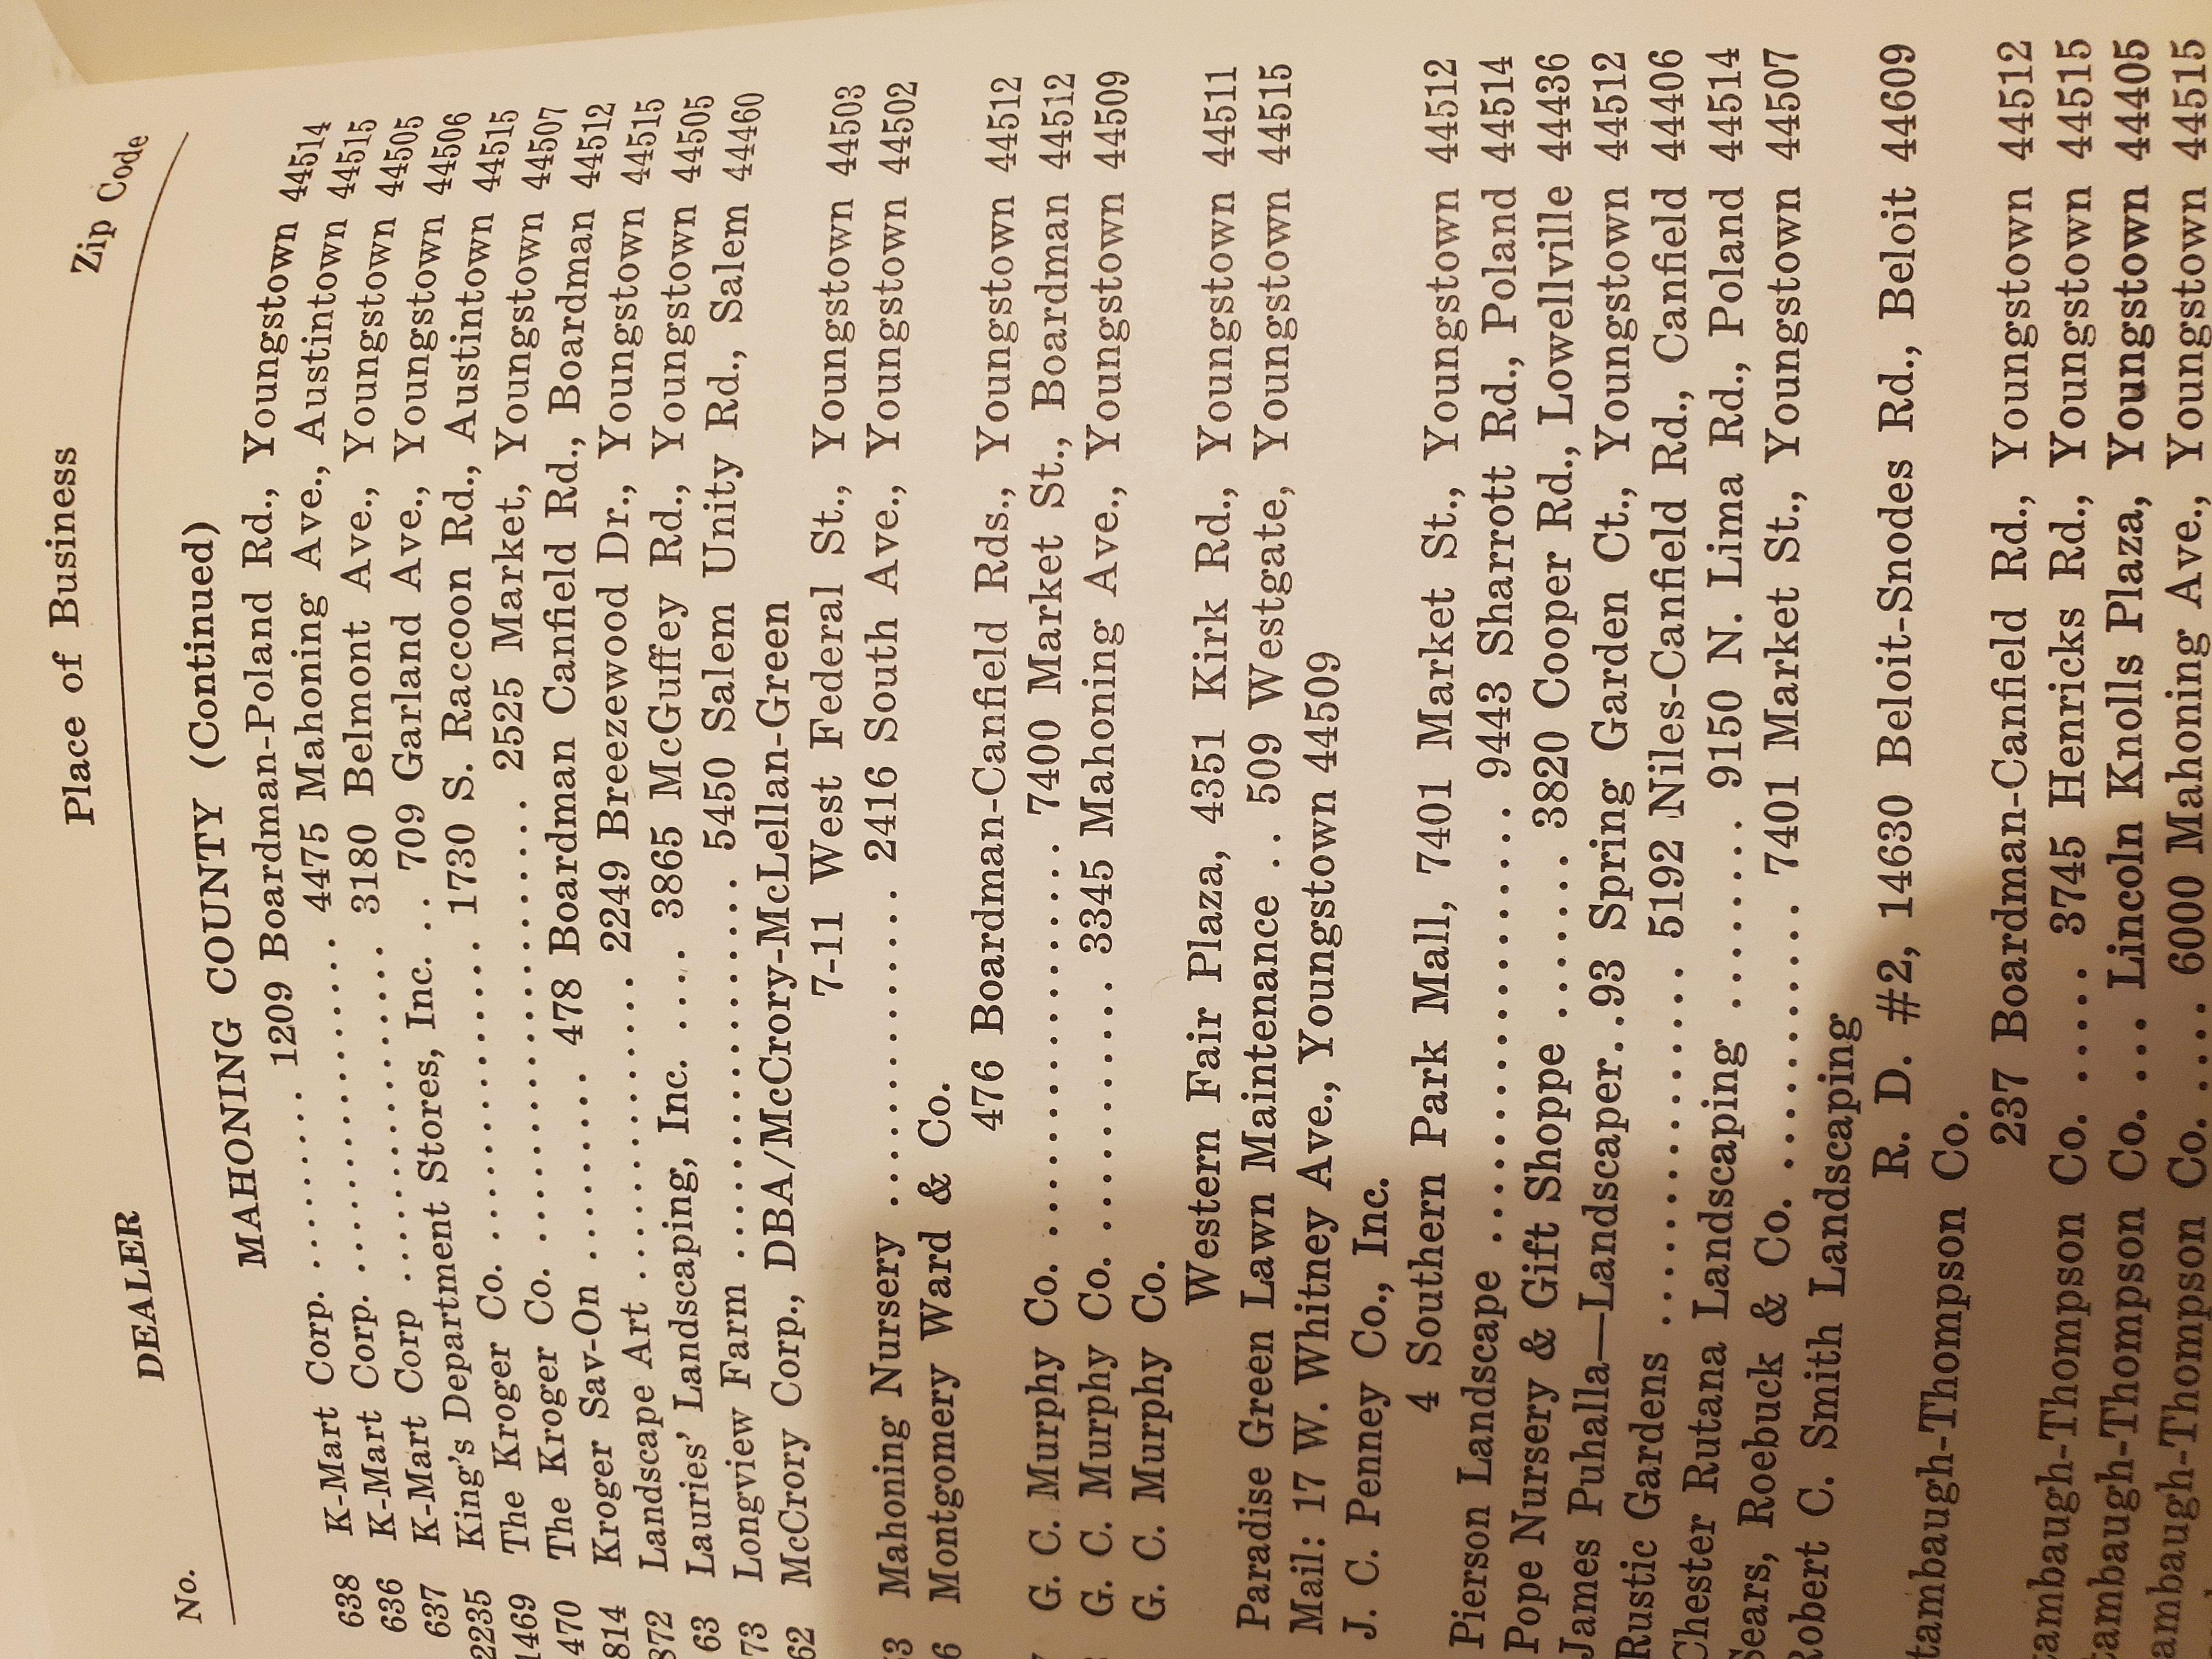 No. DEALER Place of Business Zip Code
MAHONING COUNTY (Continued)
638 K-Mart Corp. .......... 1209 Boardman-Poland Rd., Youngstown 44514
636 K-Mart Corp. .................. 4475 Mahoning Ave., Austintown 44515
637 K-Mart Corp .................. 3180 Belmont Ave., Youngstown 44505
2235 King's Department Stores, Inc. .. 709 Garland Ave., Youngstown 44506
1469 The Kroger Co. .................. 1730 S. Raccoon Rd., Austintown 44515
470 The Kroger Co. .......................... 2525 Market, Youngstown 44507
814 Kroger Sav-On .......... 478 Boardman Canfield Rd., Boardman 44512
872 Landscape Art ................ 2249 Breezewood Dr., Youngstown 44515
63 Lauries' Landscaping, Inc. .... 3865 McGuffey Rd., Youngstown 44505
73 Longview Farm .................... 5450 Salem Unity Rd., Salem 44460
62 McCrory Corp., DBA/McCrory-McLellan-Green
7-11 West Federal St., Youngstown 44503
Mahoning Nursery ................ 2416 South Ave., Youngstown 44502
Montgomery Ward & Co.
476 Boardman-Canfield Rds., Youngstown 44512
G. C. Murphy Co. .................... 7400 Market St., Boardman 44512
G. C. Murphy Co. .............. 3345 Mahoning Ave., Youngstown 44509
G. C. Murphy Co.
Western Fair Plaza, 4351 Kirk Rd., Youngstown 44511
Paradise Green Lawn Maintenance .. 509 Westgate, Youngstown 44515
Mail: 17 W. Whitney Ave., Youngstown 44509
J. C. Penney Co., Inc.
4 Southern Park Mall, 7401 Market St., Youngstown 44512
Pierson Landscape ...................... 9443 Sharrott Rd., Poland 44514
Pope Nursery & Gift Shoppe ........ 3820 Cooper Rd., Lowellville 44436
James Puhalla—Landscaper..93 Spring Garden Ct., Youngstown 44512
Rustic Gardens .................. 5192 Niles-Canfield Rd., Canfield 44406
Chester Rutana Landscaping .......... 9150 N. Lima Rd., Poland 44514
Sears, Roebuck & Co. ............ 7401 Market St., Youngstown 44507
Robert C. Smith Landscaping
R. D. #2, 14630 Beloit-Snodes Rd., Beloit 44609
tambaugh-Thompson Co.
237 Boardman-Canfield Rd., Youngstown 44512
tambaugh-Thompson Co. ..... 3745 Henricks Rd., Youngstown 44515
tambaugh-Thompson Co. ... Lincoln Knolls Plaza, Youngstown 44405
ambaugh-Thompson Co. .... 6000 Mahoning Ave., Youngstown 44515